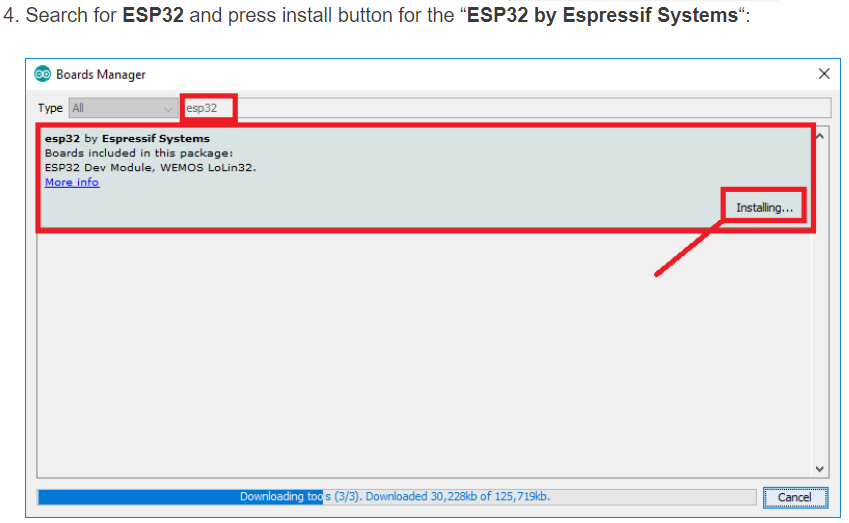 4. Search for ESP32 and press install button for the “ESP32 by Espressif Systems“:
Boards Manager
Type All esp32
esp32 by Espressif Systems
Boards included in this package:
ESP32 Dev Module, WEMOS LoLin32.
More info
Installing...
Downloading tools (3/3). Downloaded 30,228kb of 125,719kb.
Cancel